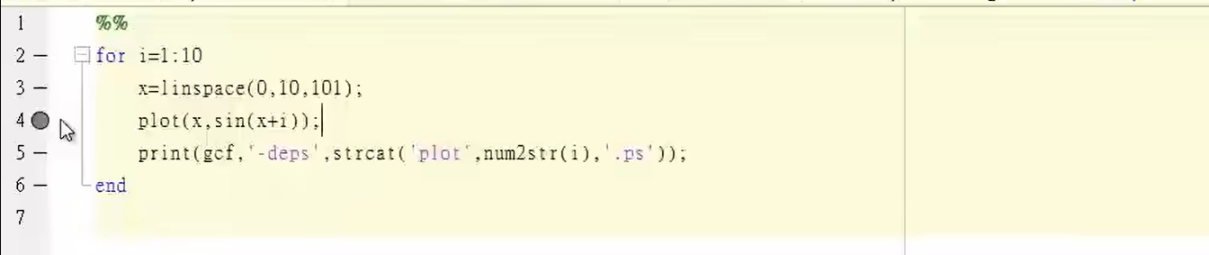 1 %%
2 – for i=1:10
3 – x=linspace(0,10,101);
4 plot(x,sin(x+i));
5 – print(gcf,'-deps',strcat('plot',num2str(i),'.ps'));
6 – end
7